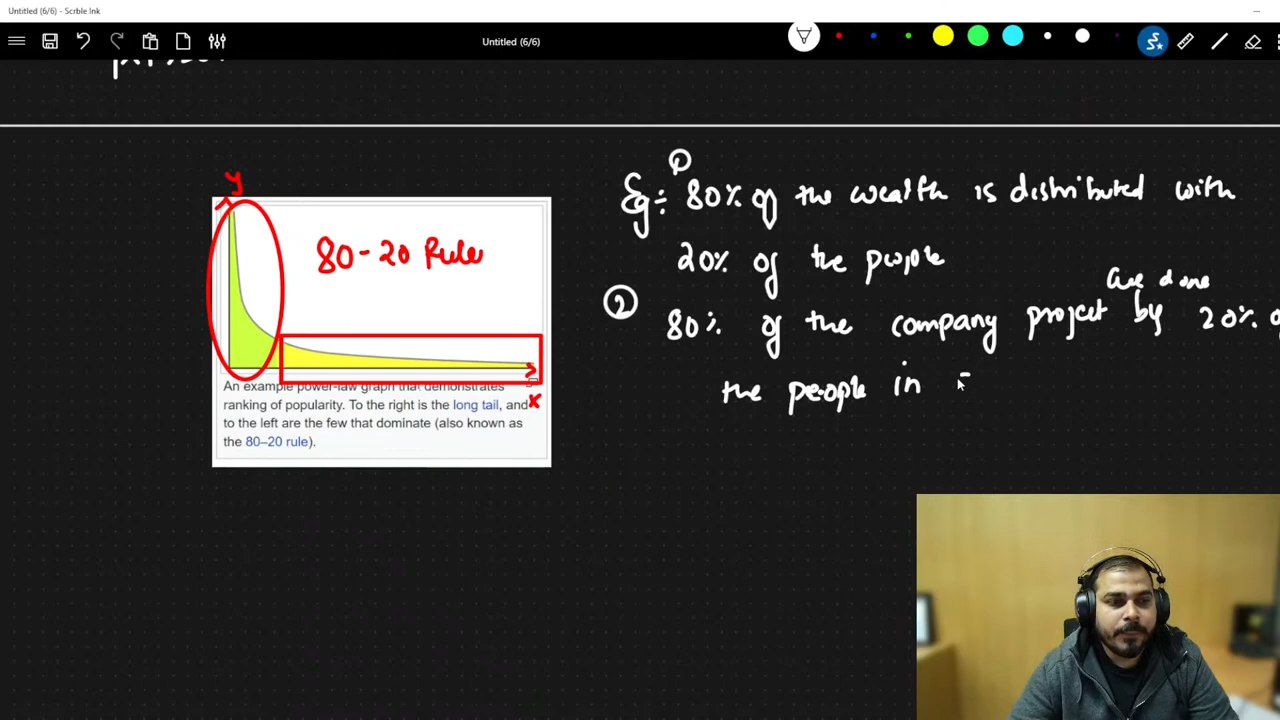 Untitled (6/6) - Scrble Ink
Untitled (6/6)
y
80-20 Rule
An example power-law graph that demonstrates
ranking of popularity. To the right is the long tail, and
to the left are the few that dominate (also known as
the 80–20 rule).
x
①
Eg: 80% of the wealth is distributed with
20% of the people
are done
② 80% of the company project by 20% of
the people in